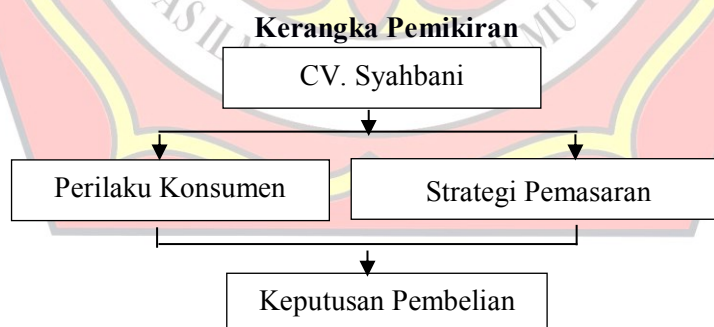 Kerangka Pemikiran
CV. Syahbani
Perilaku Konsumen
Strategi Pemasaran
Keputusan Pembelian